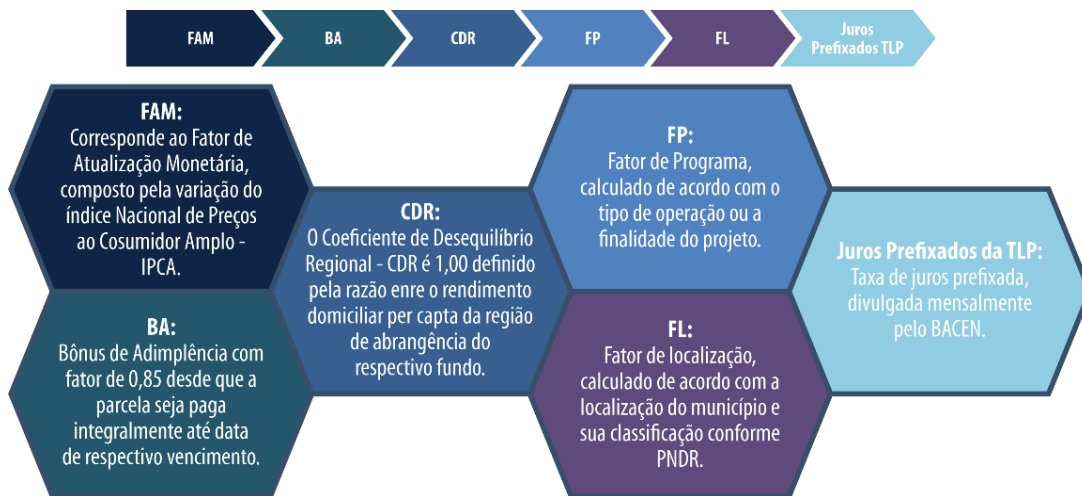 FAM
BA
CDR
FP
FL
Juros
Prefixados TLP
FAM:
Corresponde ao Fator de
Atualização Monetária,
composto pela variação do
índice Nacional de Preços
ao Cosumidor Amplo -
IPCA.
BA:
Bônus de Adimplência com
fator de 0,85 desde que a
parcela seja paga
integralmente até data
de respectivo vencimento.
CDR:
O Coeficiente de Desequilíbrio
Regional - CDR é 1,00 definido
pela razão enre o rendimento
domiciliar per capta da região
de abrangência do
respectivo fundo.
FP:
Fator de Programa,
calculado de acordo com o
tipo de operação ou a
finalidade do projeto.
FL:
Fator de localização,
calculado de acordo com a
localização do município e
sua classificação conforme
PNDR.
Juros Prefixados da TLP:
Taxa de juros prefixada,
divulgada mensalmente
pelo BACEN.